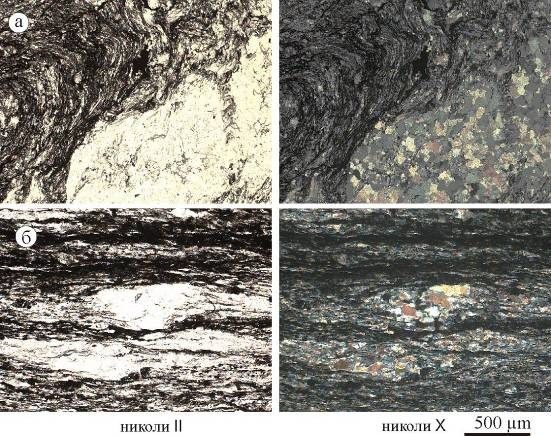 а
б
николи II
николи X
500 µm